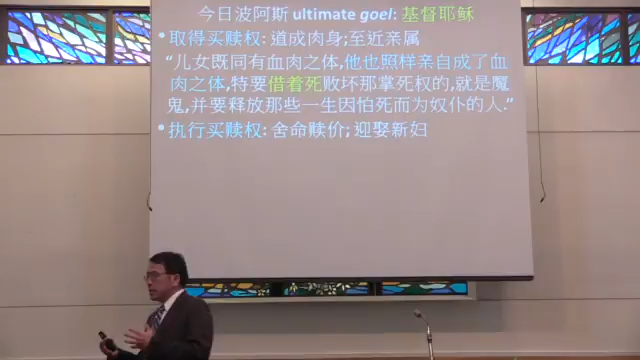 今日波阿斯 ultimate goel: 基督耶稣
• 取得买赎权: 道成肉身;至近亲属
“儿女既同有血肉之体,他也照样亲自成了血
肉之体,特要借着死败坏那掌死权的,就是魔
鬼,并要释放那些一生因怕死而为奴仆的人.”
• 执行买赎权: 舍命赎价; 迎娶新妇